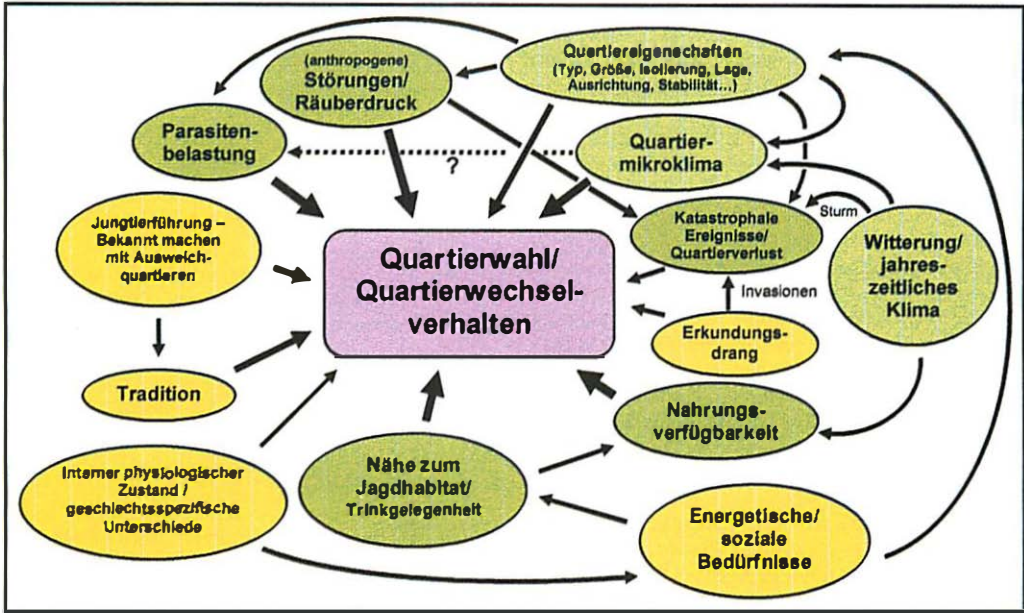 Quartiereigenschaften
(Typ, Größe, Isolierung, Lage,
Ausrichtung, Stabilität...)
(anthropogene)
Störungen/
Räuberdruck
Parasiten-
belastung
?
Quartier-
mikroklima
Jungtierführung –
Bekannt machen
mit Ausweich-
quartieren
Katastrophale
Ereignisse/
Quartierverlust
Sturm
Witterung/
jahres-
zeitliches
Klima
Quartierwahl/
Quartierwechsel-
verhalten
Invasionen
Erkundungs-
drang
Tradition
Nahrungs-
verfügbarkeit
Interner physiologischer
Zustand /
geschlechtsspezifische
Unterschiede
Nähe zum
Jagdhabitat/
Trinkgelegenheit
Energetische/
soziale
Bedürfnisse